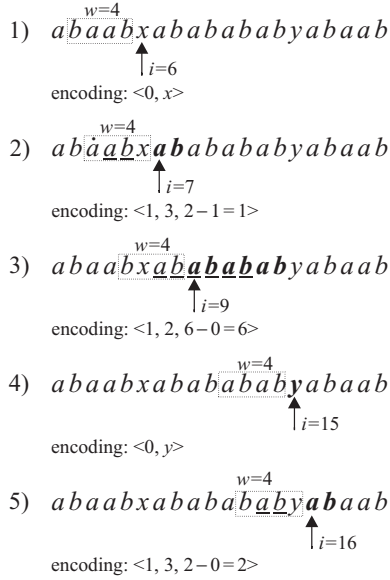 w=4
1) a b a a b x a b a b a b a b y a b a a b
i=6
encoding: <0, x>
w=4
2) a b a a b x a b a b a b a b y a b a a b
i=7
encoding: <1, 3, 2−1=1>
w=4
3) a b a a b x a b a b a b a b y a b a a b
i=9
encoding: <1, 2, 6−0=6>
w=4
4) a b a a b x a b a b a b a b y a b a a b
i=15
encoding: <0, y>
w=4
5) a b a a b x a b a b a b a b y a b a a b
i=16
encoding: <1, 3, 2−0=2>